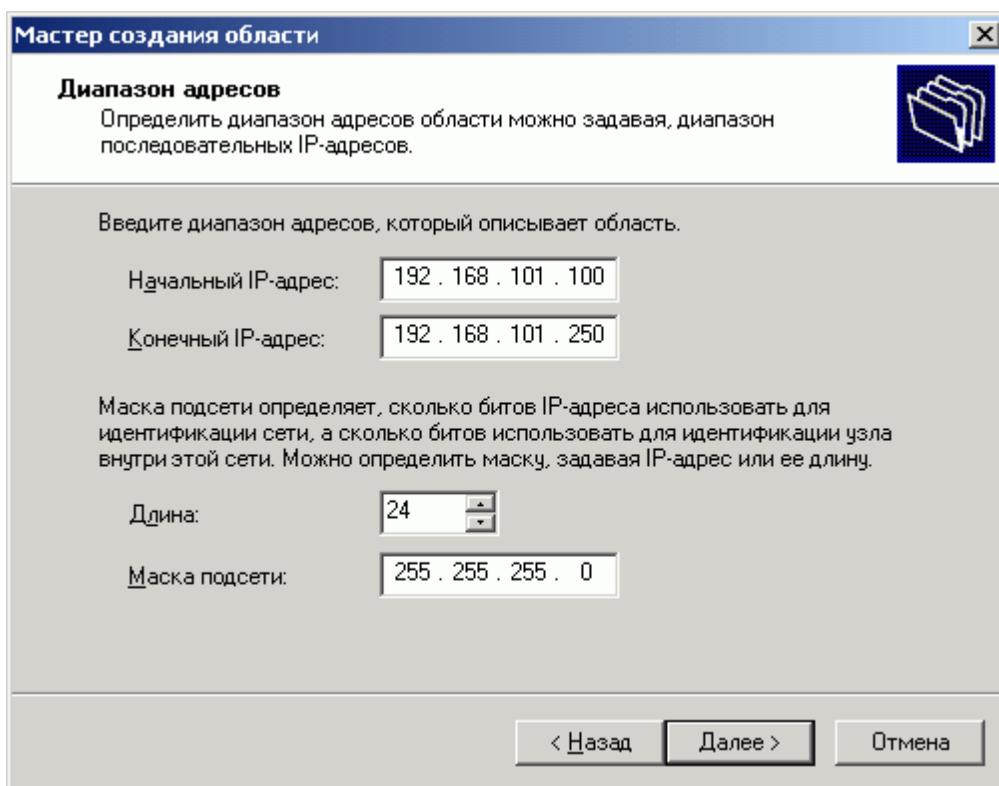 Мастер создания области
Диапазон адресов
Определить диапазон адресов области можно задавая, диапазон
последовательных IP-адресов.
Введите диапазон адресов, который описывает область.
Начальный IP-адрес: 192 . 168 . 101 . 100
Конечный IP-адрес: 192 . 168 . 101 . 250
Маска подсети определяет, сколько битов IP-адреса использовать для
идентификации сети, а сколько битов использовать для идентификации узла
внутри этой сети. Можно определить маску, задавая IP-адрес или ее длину.
Длина: 24
Маска подсети: 255 . 255 . 255 . 0
< Назад Далее > Отмена